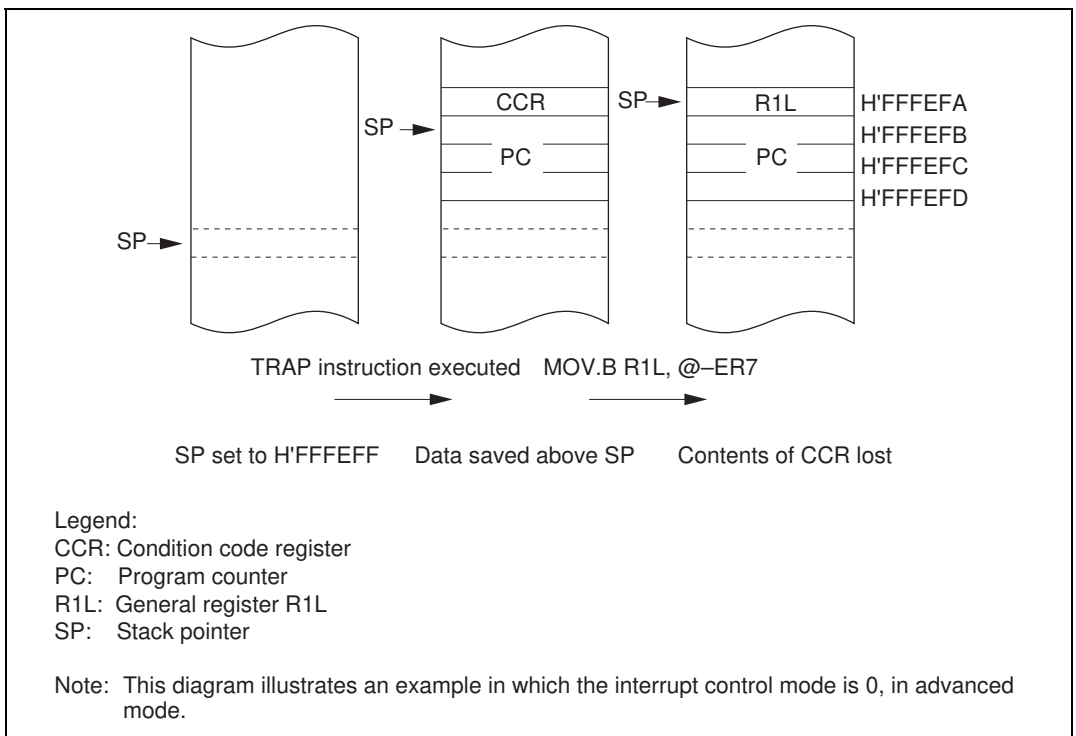 CCR SP R1L H'FFFEFA
SP H'FFFEFB
PC PC H'FFFEFC
H'FFFEFD
SP
TRAP instruction executed MOV.B R1L, @–ER7
SP set to H'FFFEFF Data saved above SP Contents of CCR lost
Legend:
CCR: Condition code register
PC: Program counter
R1L: General register R1L
SP: Stack pointer
Note: This diagram illustrates an example in which the interrupt control mode is 0, in advanced
mode.